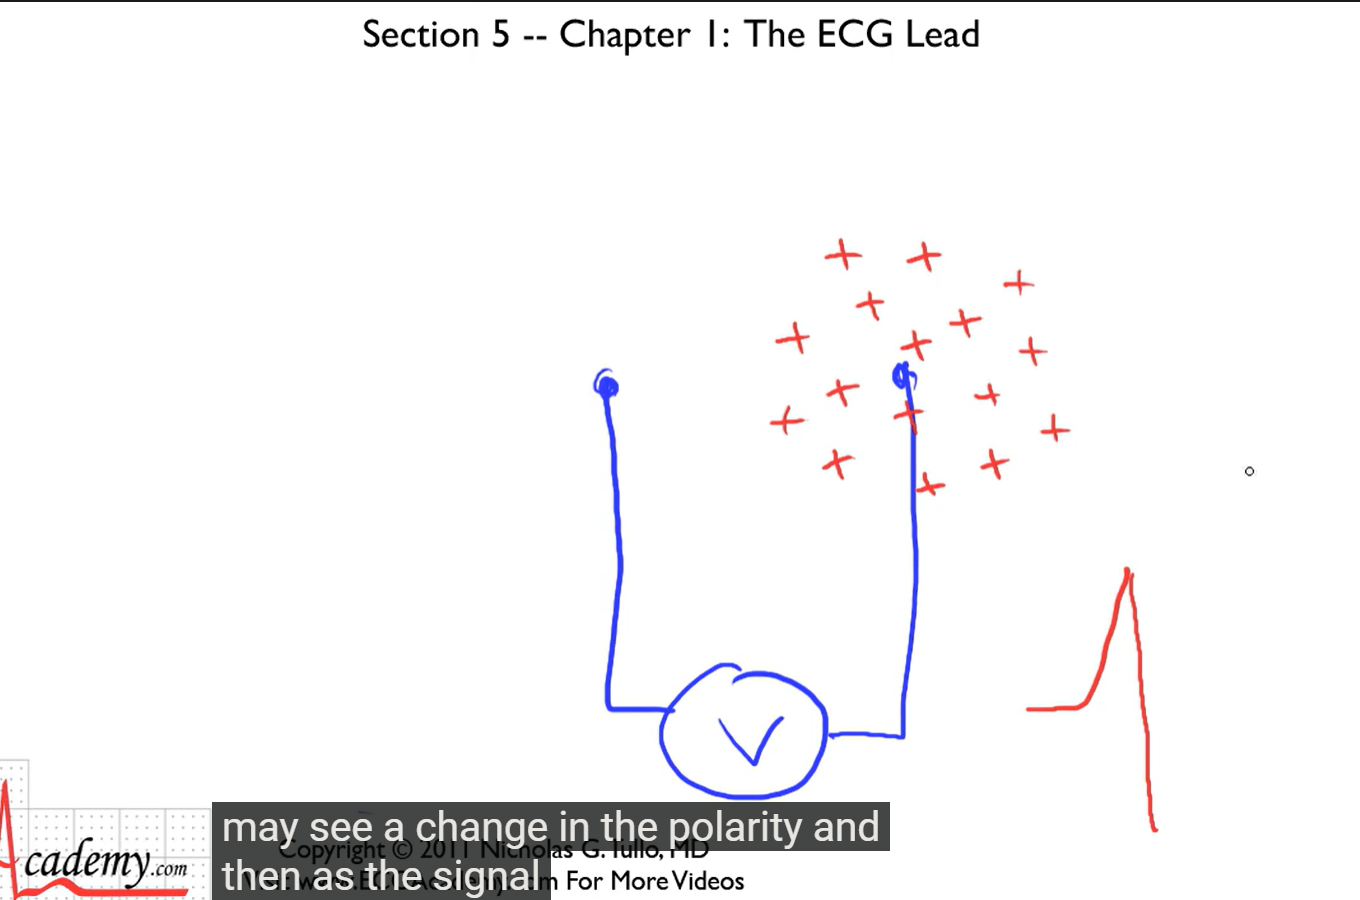 Section 5 -- Chapter 1: The ECG Lead
+ +
+
+ +
+ + +
+ +
+ + +
+ +
+
V
may see a change in the polarity and
Copyright © 2011 Nicholas G. Tullo, MD
cademy.com
then as the signal
For More Videos